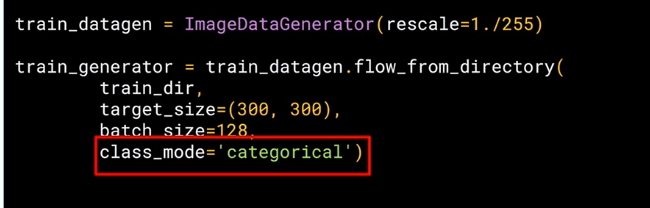 train_datagen = ImageDataGenerator(rescale=1./255)
train_generator = train_datagen.flow_from_directory(
train_dir,
target_size=(300, 300),
batch_size=128,
class_mode='categorical')